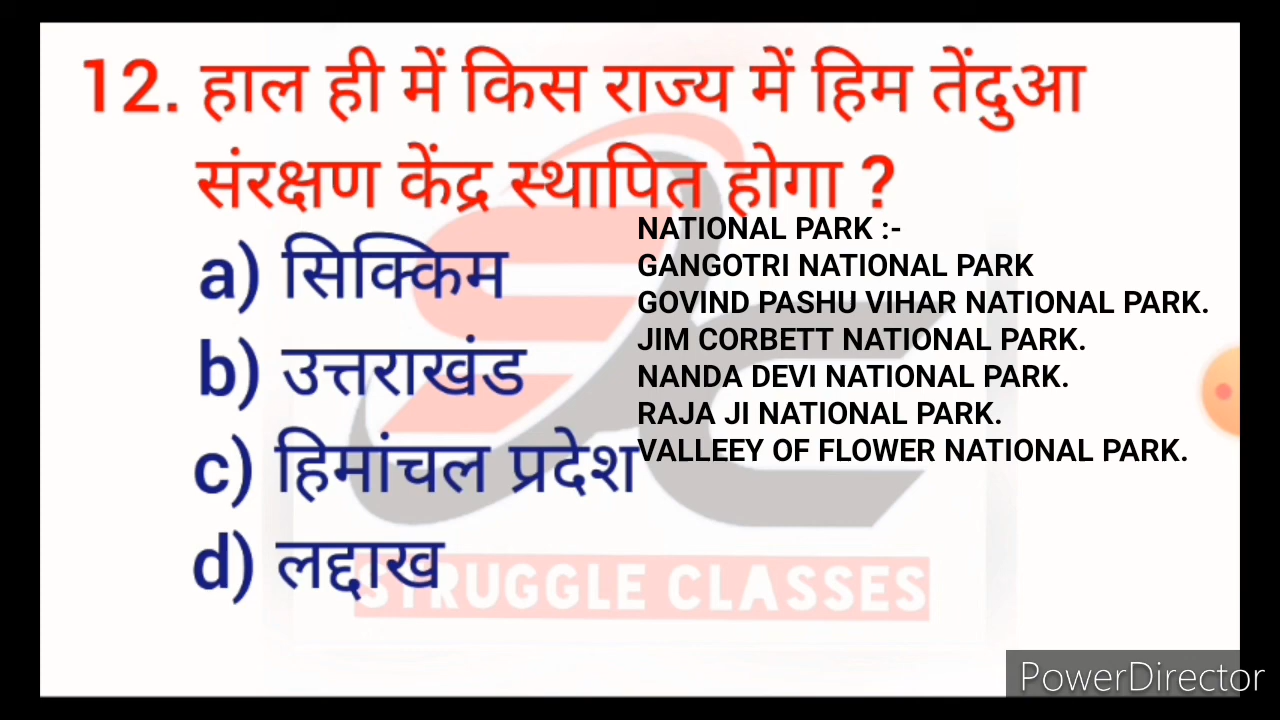 12. हाल ही में किस राज्य में हिम तेंदुआ
संरक्षण केंद्र स्थापित होगा ?
a) सिक्किम
b) उत्तराखंड
c) हिमांचल प्रदेश
d) लद्दाख
NATIONAL PARK :-
GANGOTRI NATIONAL PARK
GOVIND PASHU VIHAR NATIONAL PARK.
JIM CORBETT NATIONAL PARK.
NANDA DEVI NATIONAL PARK.
RAJA JI NATIONAL PARK.
VALLEEY OF FLOWER NATIONAL PARK.
STRUGGLE CLASSES
PowerDirector